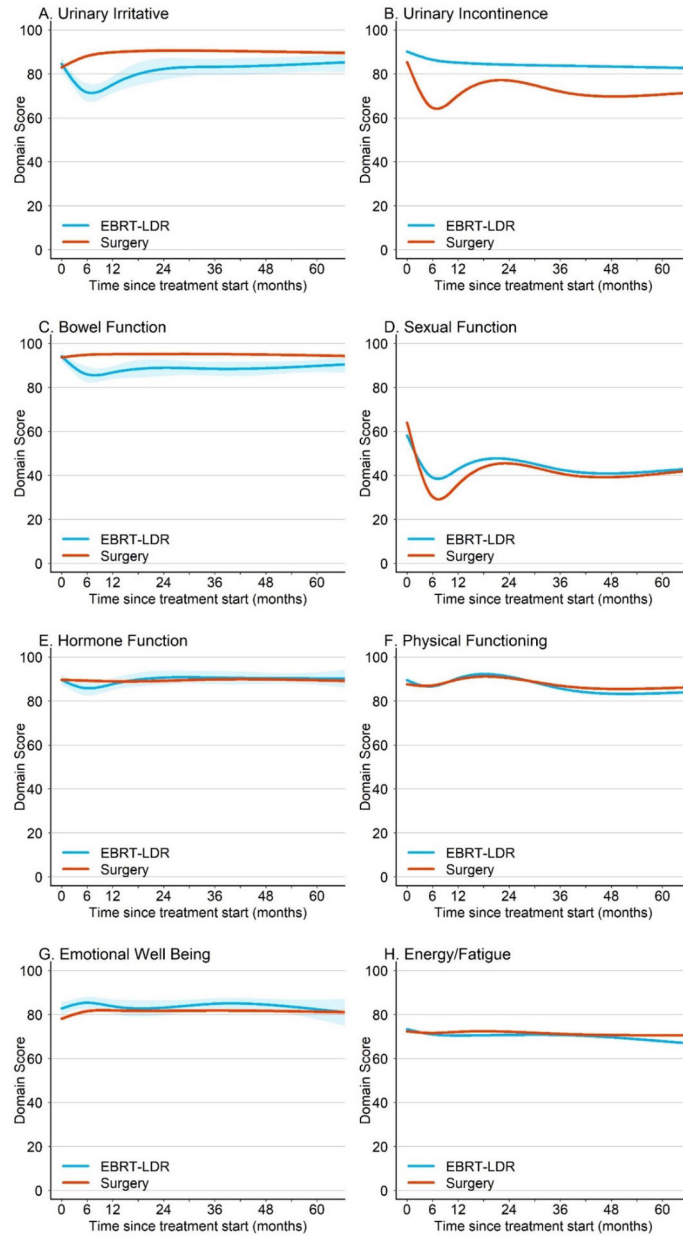 A. Urinary Irritative
100
80
60
40
20
0
Domain Score
EBRT-LDR
Surgery
0 6 12 24 36 48 60
Time since treatment start (months)
B. Urinary Incontinence
100
80
60
40
20
0
Domain Score
EBRT-LDR
Surgery
0 6 12 24 36 48 60
Time since treatment start (months)
C. Bowel Function
100
80
60
40
20
0
Domain Score
EBRT-LDR
Surgery
0 6 12 24 36 48 60
Time since treatment start (months)
D. Sexual Function
100
80
60
40
20
0
Domain Score
EBRT-LDR
Surgery
0 6 12 24 36 48 60
Time since treatment start (months)
E. Hormone Function
100
80
60
40
20
0
Domain Score
EBRT-LDR
Surgery
0 6 12 24 36 48 60
Time since treatment start (months)
F. Physical Functioning
100
80
60
40
20
0
Domain Score
EBRT-LDR
Surgery
0 6 12 24 36 48 60
Time since treatment start (months)
G. Emotional Well Being
100
80
60
40
20
0
Domain Score
EBRT-LDR
Surgery
0 6 12 24 36 48 60
Time since treatment start (months)
H. Energy/Fatigue
100
80
60
40
20
0
Domain Score
EBRT-LDR
Surgery
0 6 12 24 36 48 60
Time since treatment start (months)